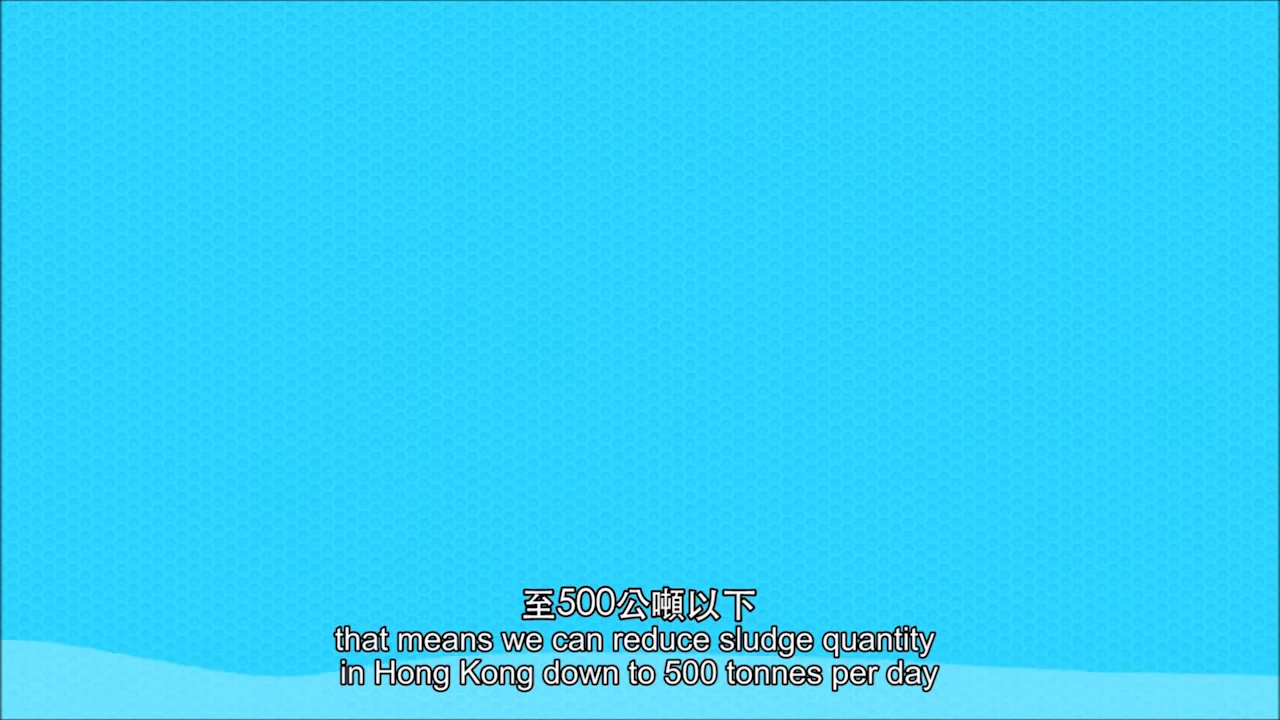 至500公噸以下
that means we can reduce sludge quantity
in Hong Kong down to 500 tonnes per day